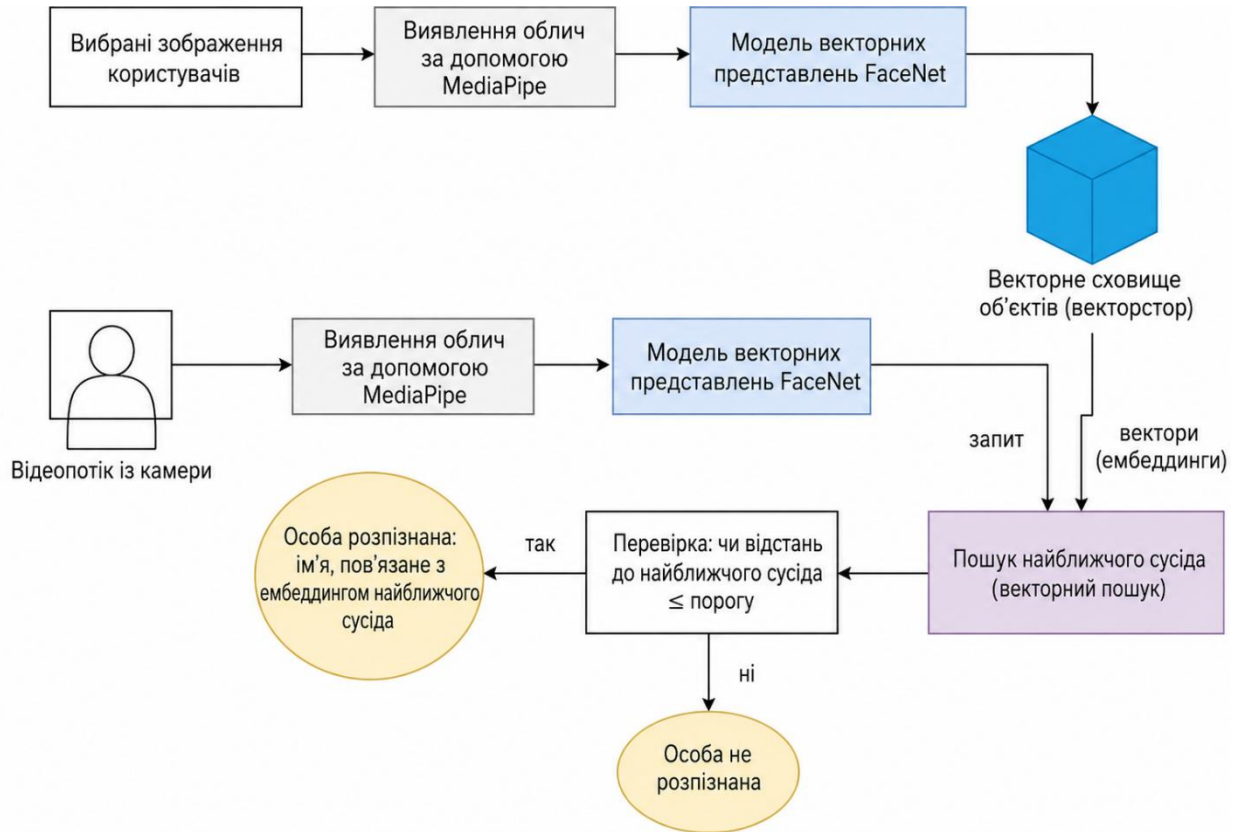 Вибрані зображення
користувачів
Виявлення облич
за допомогою
MediaPipe
Модель векторних
представлень FaceNet
Векторне сховище
об’єктів (векторстор)
Відеопотік із камери
Виявлення облич
за допомогою
MediaPipe
Модель векторних
представлень FaceNet
запит
вектори
(ембеддинги)
Пошук найближчого сусіда
(векторний пошук)
Перевірка: чи відстань
до найближчого сусіда
≤ порогу
так
Особа розпізнана:
ім’я, пов’язане з
ембеддингом найближчого
сусіда
ні
Особа не
розпізнана